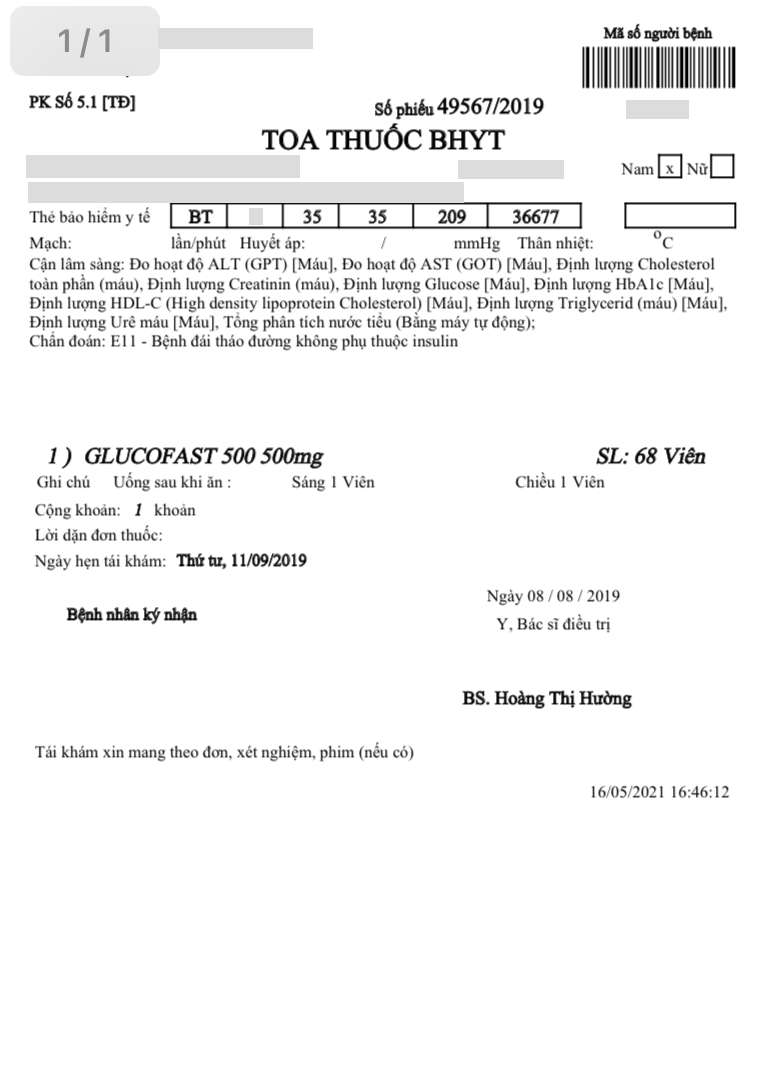 1/1
Mã số người bệnh
PK Số 5.1 [TĐ]
Số phiếu 49567/2019
TOA THUỐC BHYT
Nam x Nữ
Thẻ bảo hiểm y tế BT 35 35 209 36677
Mạch: lần/phút Huyết áp: / mmHg Thân nhiệt: °C
Cận lâm sàng: Đo hoạt độ ALT (GPT) [Máu], Đo hoạt độ AST (GOT) [Máu], Định lượng Cholesterol
toàn phần (máu), Định lượng Creatinin (máu), Định lượng Glucose [Máu], Định lượng HbA1c [Máu],
Định lượng HDL-C (High density lipoprotein Cholesterol) [Máu], Định lượng Triglycerid (máu) [Máu],
Định lượng Urê máu [Máu], Tổng phân tích nước tiểu (Bằng máy tự động);
Chẩn đoán: E11 - Bệnh đái tháo đường không phụ thuộc insulin
1 ) GLUCOFAST 500 500mg SL: 68 Viên
Ghi chú Uống sau khi ăn : Sáng 1 Viên Chiều 1 Viên
Cộng khoản: 1 khoản
Lời dặn đơn thuốc:
Ngày hẹn tái khám: Thứ tư, 11/09/2019
Ngày 08 / 08 / 2019
Bệnh nhân ký nhận
Y, Bác sĩ điều trị
BS. Hoàng Thị Hường
Tái khám xin mang theo đơn, xét nghiệm, phim (nếu có)
16/05/2021 16:46:12